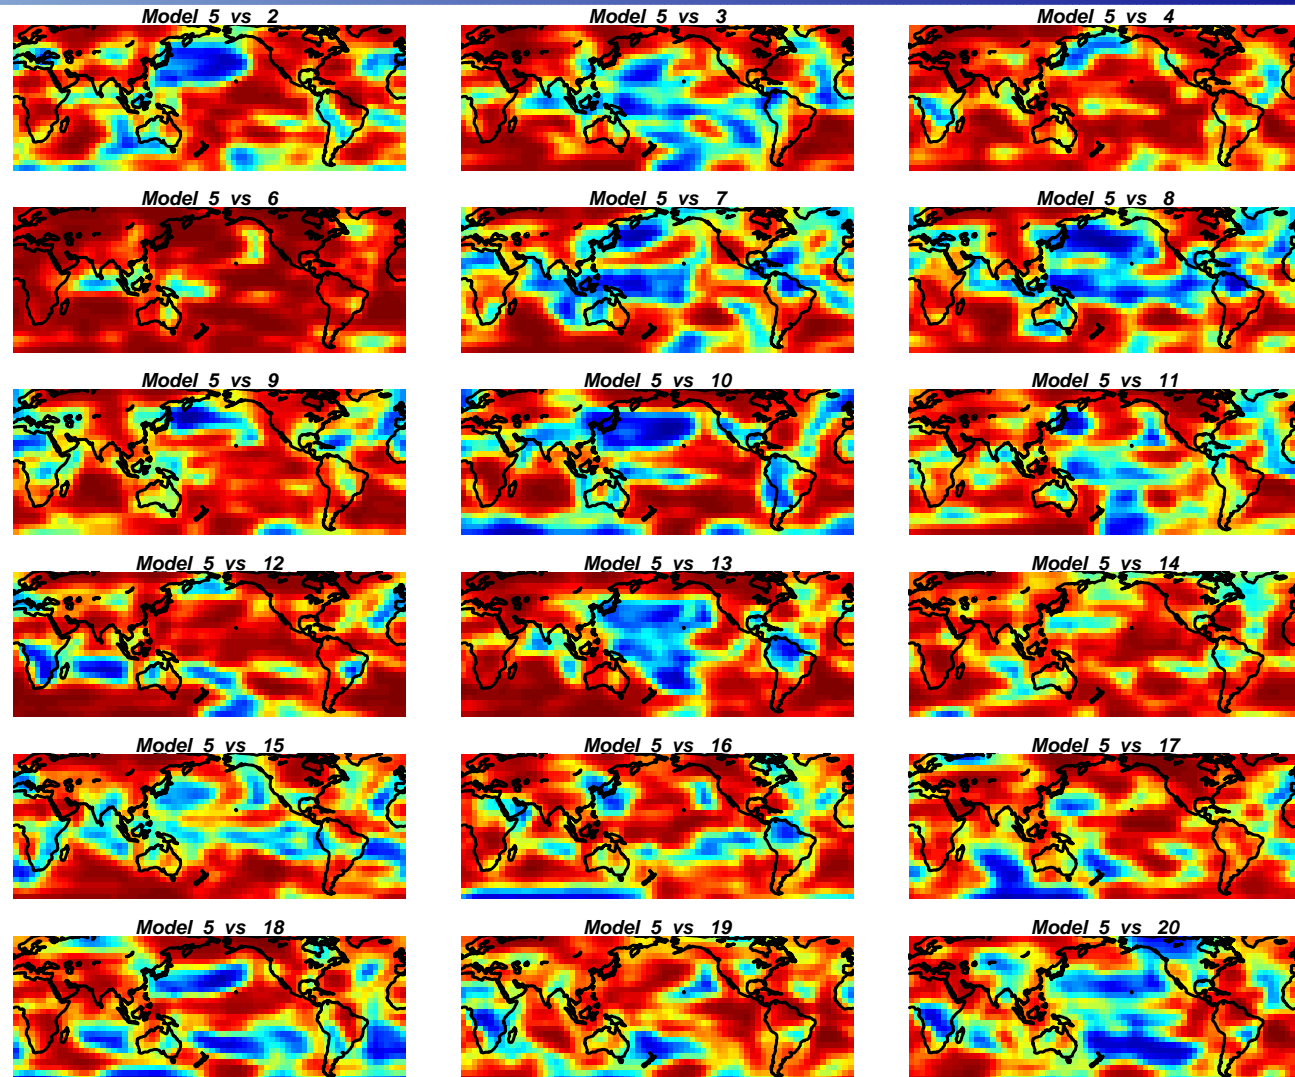 Model 5 vs 2
Model 5 vs 3
Model 5 vs 4
Model 5 vs 6
Model 5 vs 7
Model 5 vs 8
Model 5 vs 9
Model 5 vs 10
Model 5 vs 11
Model 5 vs 12
Model 5 vs 13
Model 5 vs 14
Model 5 vs 15
Model 5 vs 16
Model 5 vs 17
Model 5 vs 18
Model 5 vs 19
Model 5 vs 20